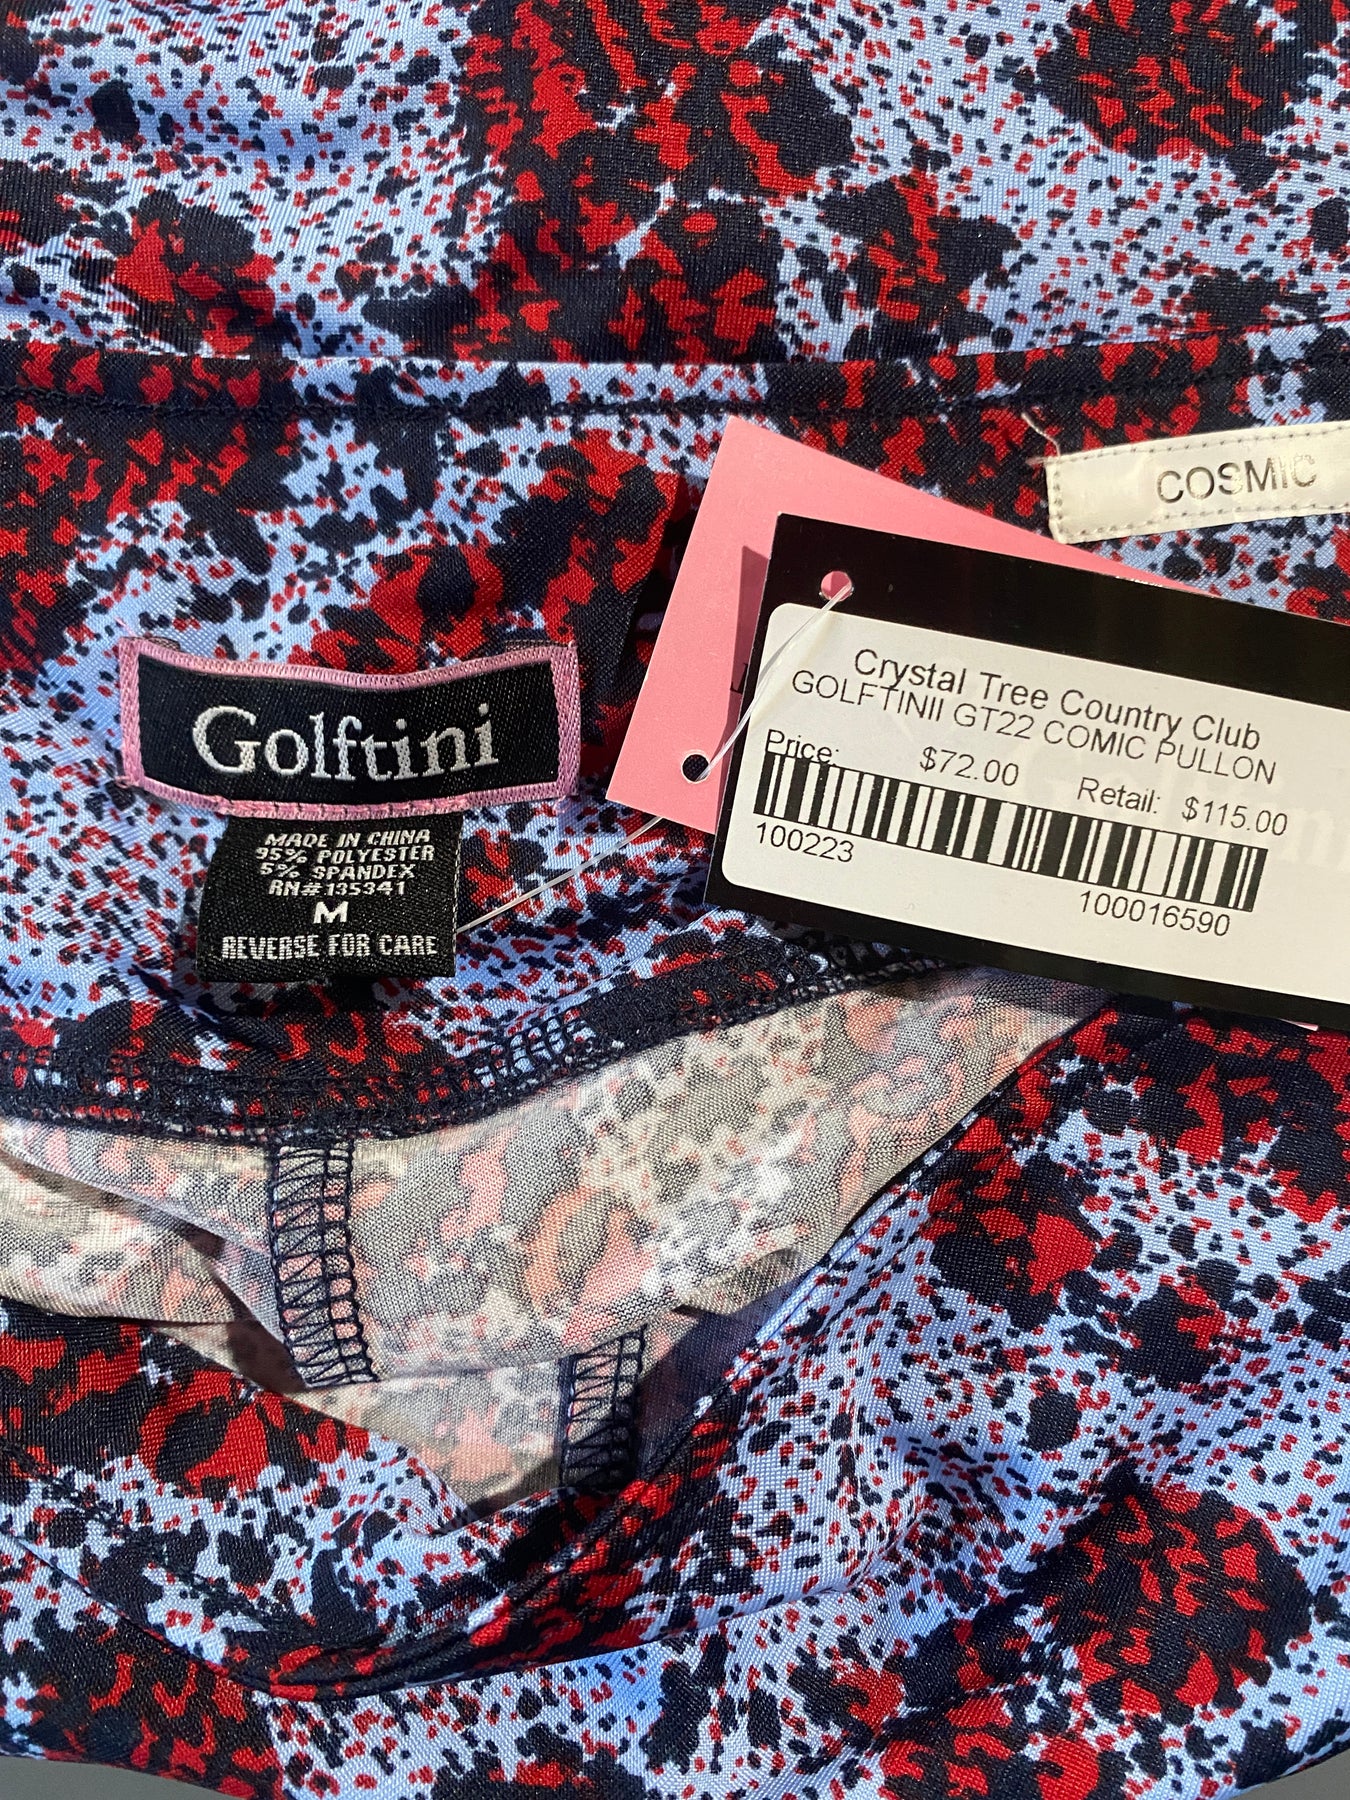 COSMIC
Crystal Tree Country Club
GOLFTINII GT22 COMIC PULLON
Price: $72.00 Retail: $115.00
100223
100016590
Golftini
MADE IN CHINA
95% POLYESTER
5% SPANDEX
RN#135341
M
REVERSE FOR CARE